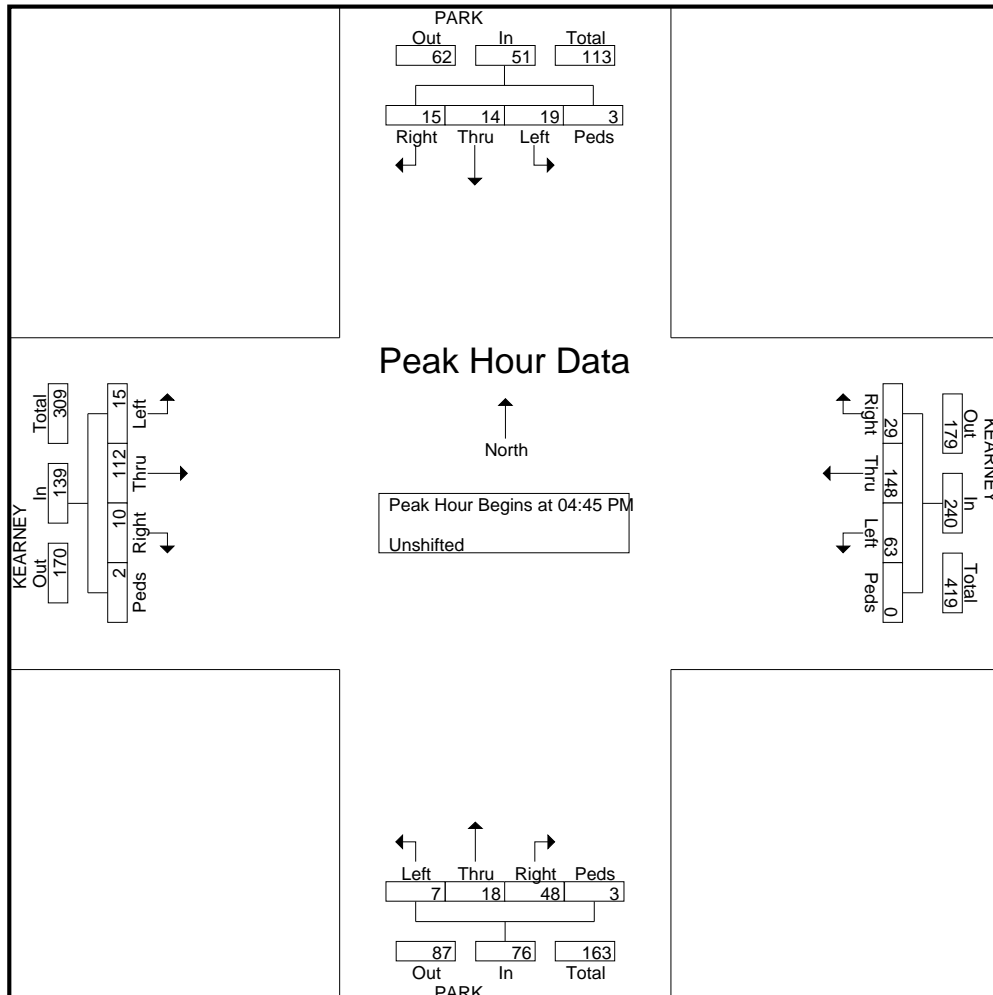 PARK
Out In Total
62 51 113
15 14 19 3
Right Thru Left Peds
Peak Hour Data
North
Peak Hour Begins at 04:45 PM
Unshifted
KEARNEY
Total In Out
309 139 170
15 112 10 2
Left Thru Right Peds
KEARNEY
Out In Total
179 240 419
29 148 63 0
Right Thru Left Peds
Left Thru Right Peds
7 18 48 3
87 76 163
Out In Total
PARK